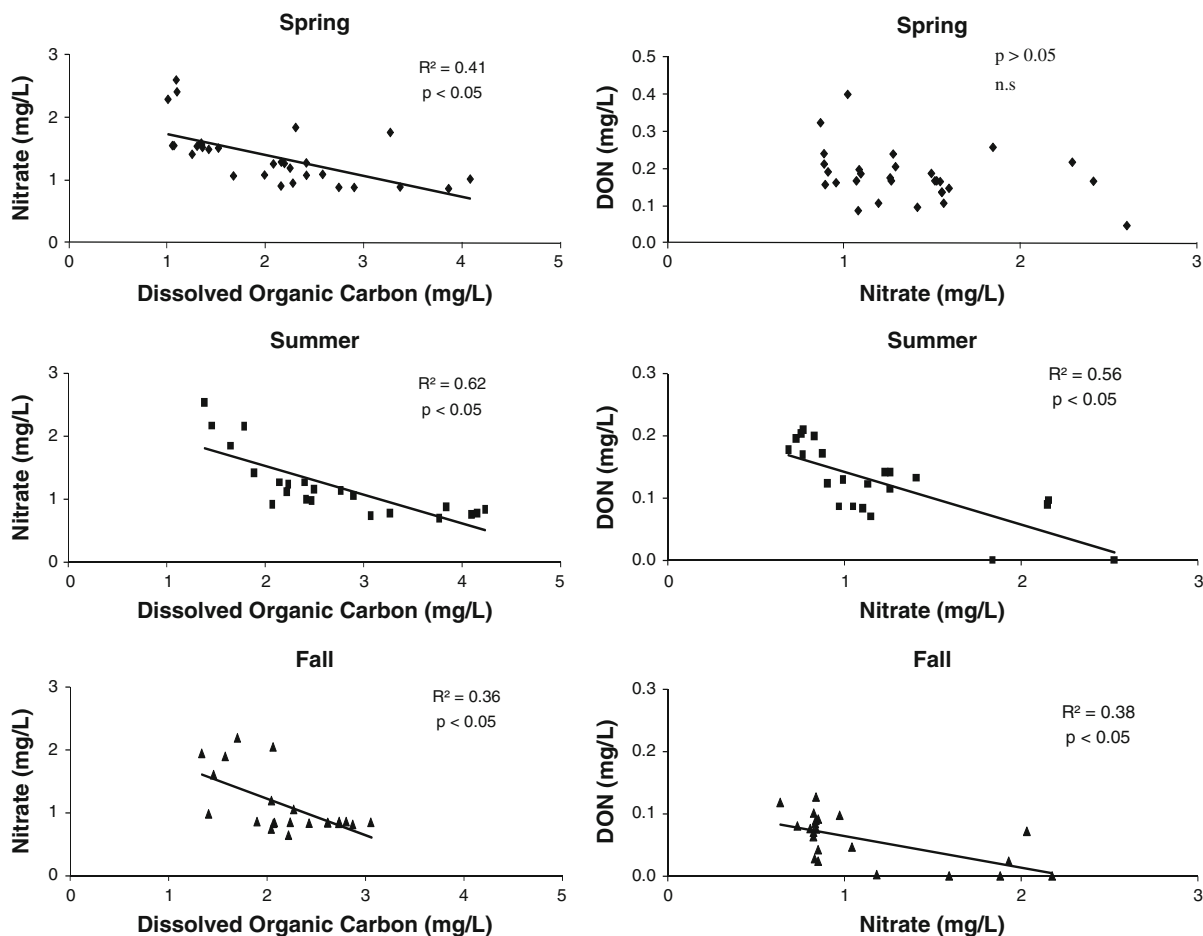 Spring
R² = 0.41
p < 0.05
Nitrate (mg/L)
3
2
1
0
0 1 2 3 4 5
Dissolved Organic Carbon (mg/L)
Spring
p > 0.05
n.s
DON (mg/L)
0.5
0.4
0.3
0.2
0.1
0.0
0 1 2 3
Nitrate (mg/L)
Summer
R² = 0.62
p < 0.05
Nitrate (mg/L)
3
2
1
0
0 1 2 3 4 5
Dissolved Organic Carbon (mg/L)
Summer
R² = 0.56
p < 0.05
DON (mg/L)
0.3
0.2
0.1
0.0
0 1 2 3
Nitrate (mg/L)
Fall
R² = 0.36
p < 0.05
Nitrate (mg/L)
3
2
1
0
0 1 2 3 4 5
Dissolved Organic Carbon (mg/L)
Fall
R² = 0.38
p < 0.05
DON (mg/L)
0.3
0.2
0.1
0.0
0 1 2 3
Nitrate (mg/L)